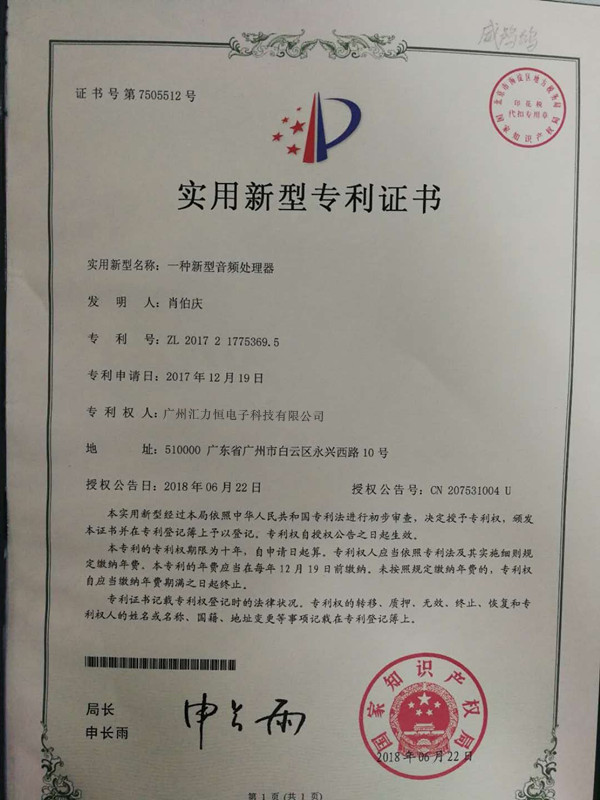 证书号第7505512号
印花税
代扣专用章
实用新型专利证书
实用新型名称：一种新型音频处理器
发明人：肖伯庆
专利号：ZL 2017 2 1775369.5
专利申请日：2017年12月19日
专利权人：广州汇力恒电子科技有限公司
地址：510000 广东省广州市白云区永兴西路10号
授权公告日：2018年06月22日 授权公告号：CN 207531004 U
本实用新型经过本局依照中华人民共和国专利法进行初步审查，决定授予专利权，颁发
本证书并在专利登记簿上予以登记。专利权自授权公告之日起生效。
本专利的专利权期限为十年，自申请日起算。专利权人应当依照专利法及其实施细则规
定缴纳年费。本专利的年费应当在每年12月19日前缴纳。未按照规定缴纳年费的，专利权
自应当缴纳年费期满之日起终止。
专利证书记载专利权登记时的法律状况。专利权的转移、质押、无效、终止、恢复和专
利权人的姓名或名称、国籍、地址变更等事项记载在专利登记簿上。
局长
申长雨
申长雨
国家知识产权局
2018年06月22日
第1页(共1页)